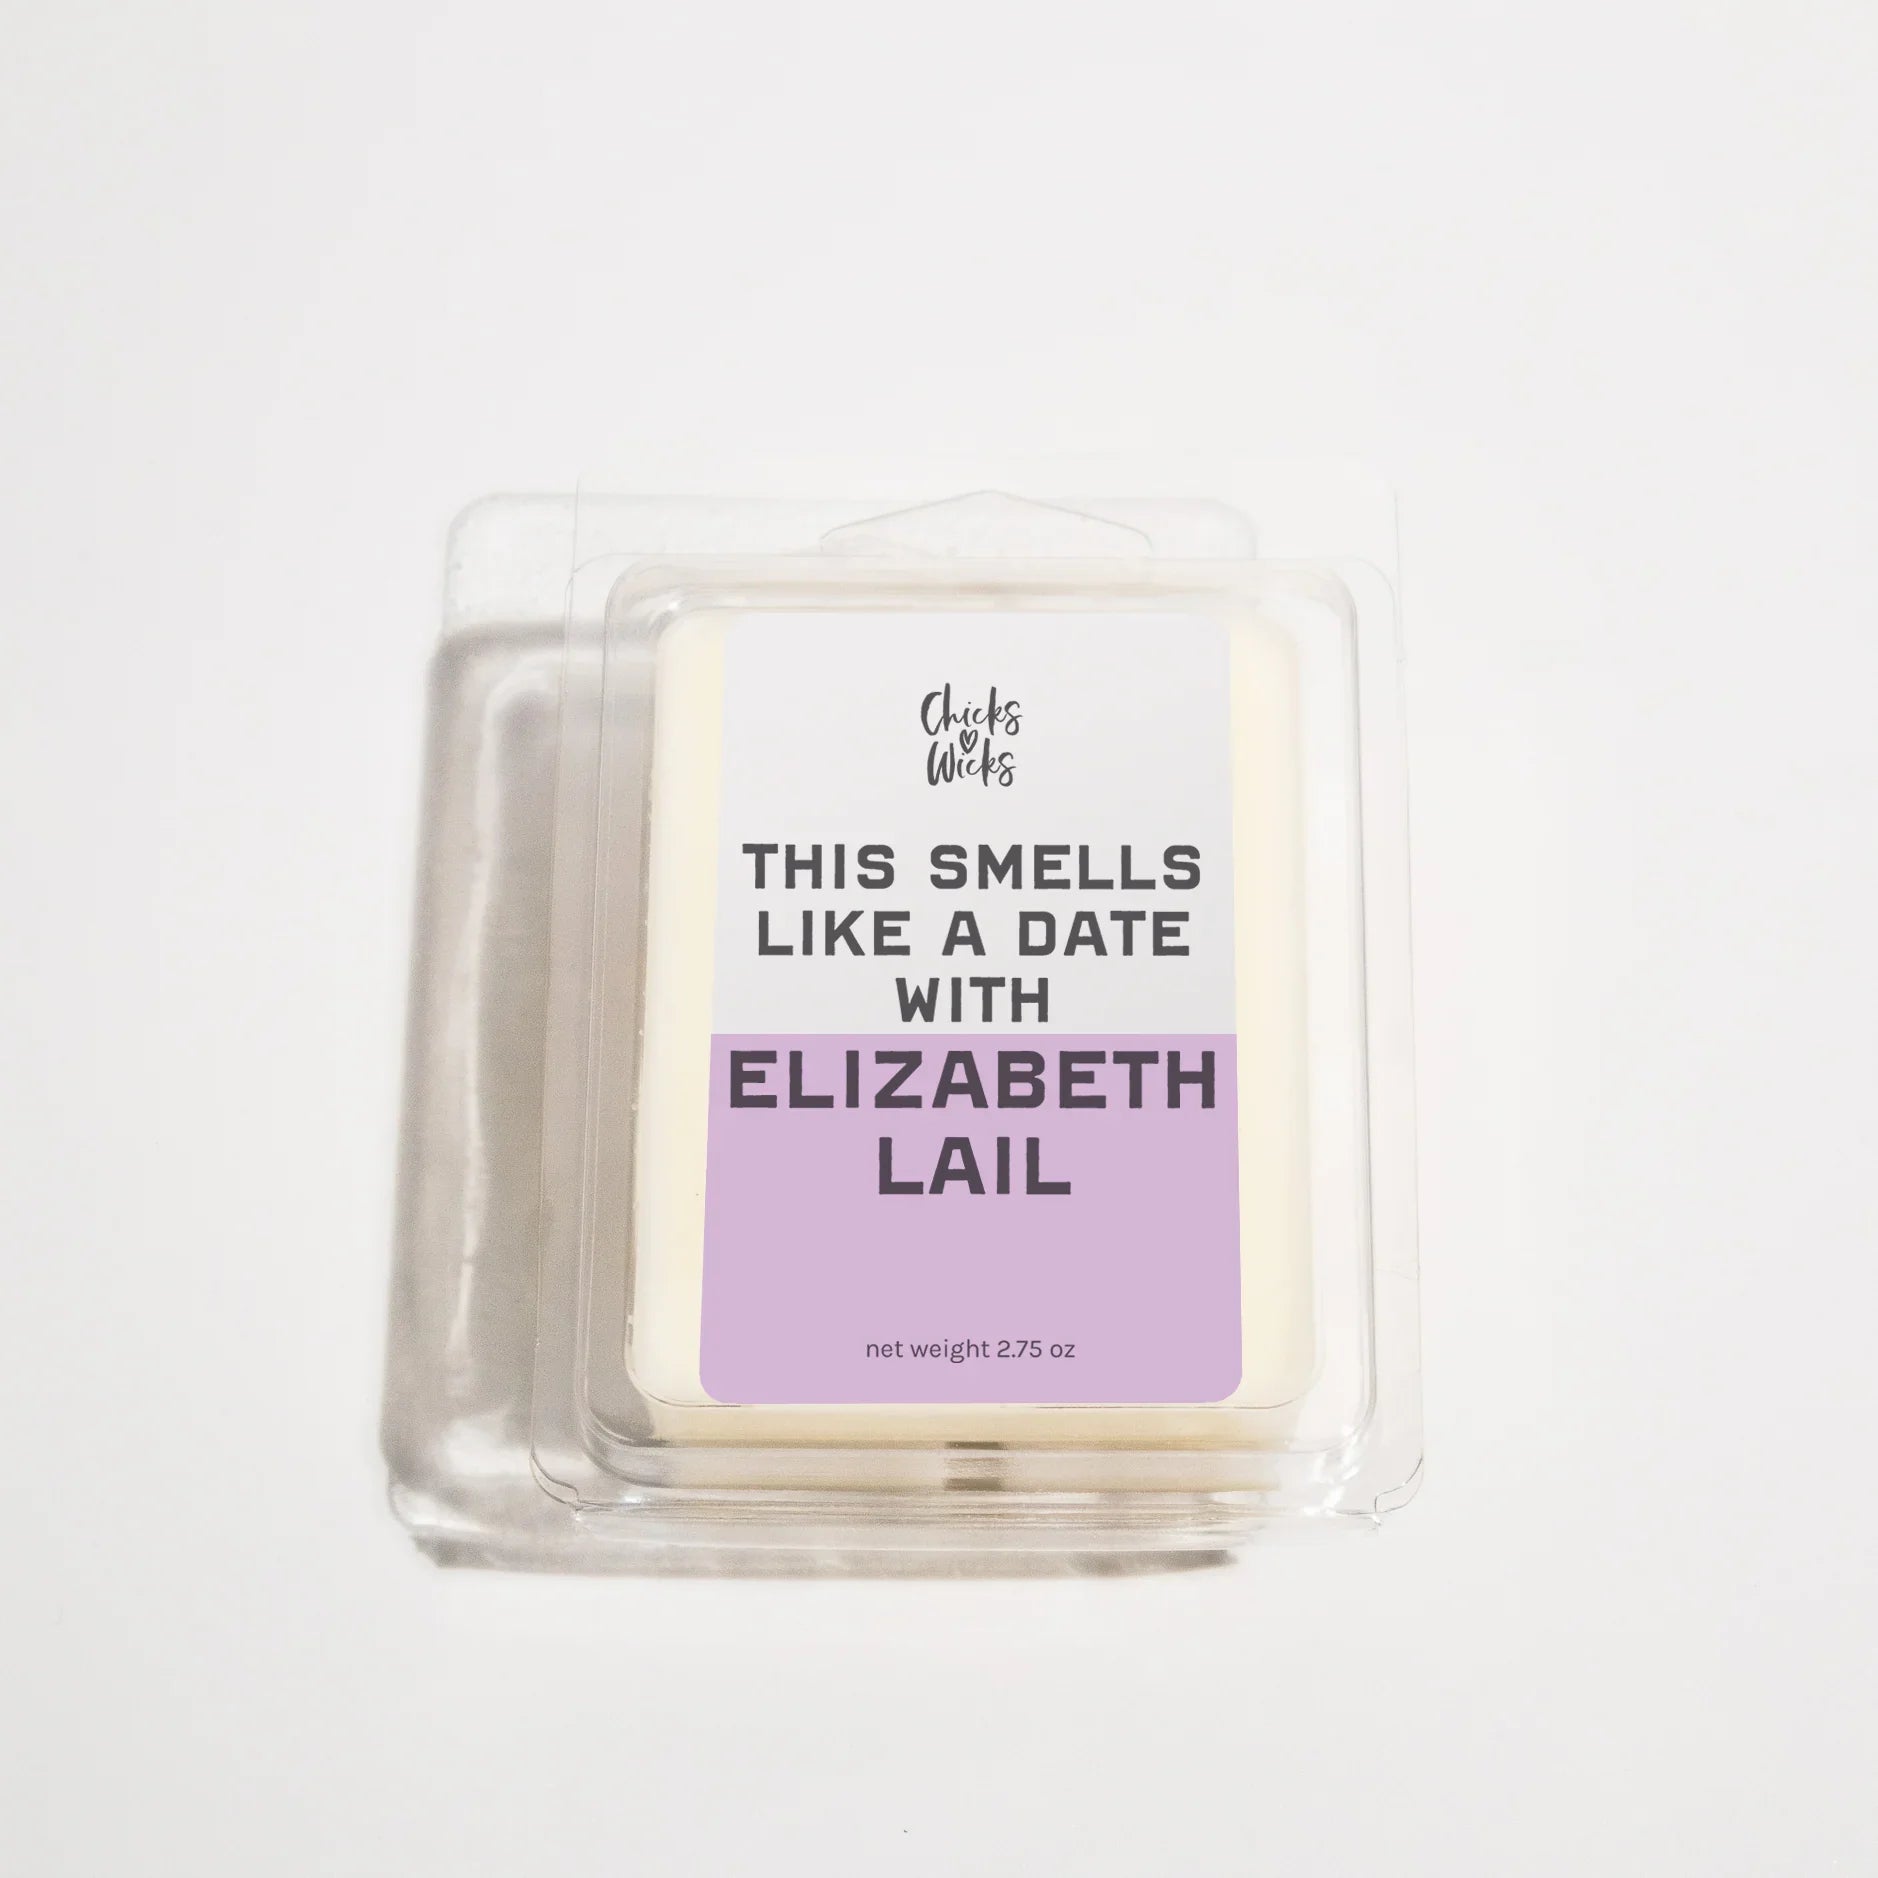 Chicks
Wicks
THIS SMELLS
LIKE A DATE
WITH
ELIZABETH
LAIL
net weight 2.75 oz